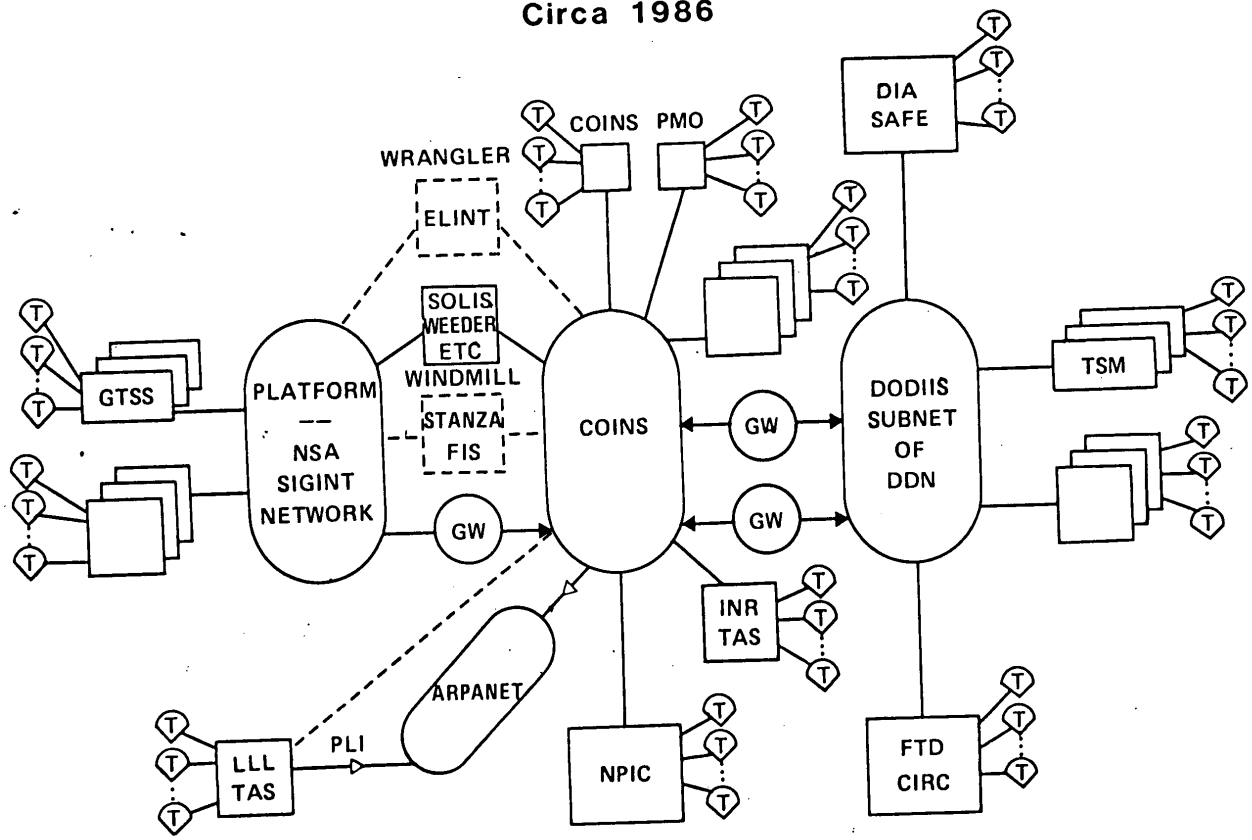 Circa 1986
T
T
T
DIA
SAFE
T
T
T
COINS
PMO
T
T
T
WRANGLER
ELINT
T
T
T
SOLIS
WEEDER
ETC
WINDMILL
STANZA
FIS
T
T
T
GTSS
PLATFORM
—
NSA
SIGINT
NETWORK
COINS
GW
DODIIS
SUBNET
OF
DDN
TSM
T
T
T
T
T
T
GW
GW
T
T
T
INR
TAS
T
T
T
ARPANET
PLI
T
T
T
LLL
TAS
NPIC
T
T
T
FTD
CIRC
T
T
T